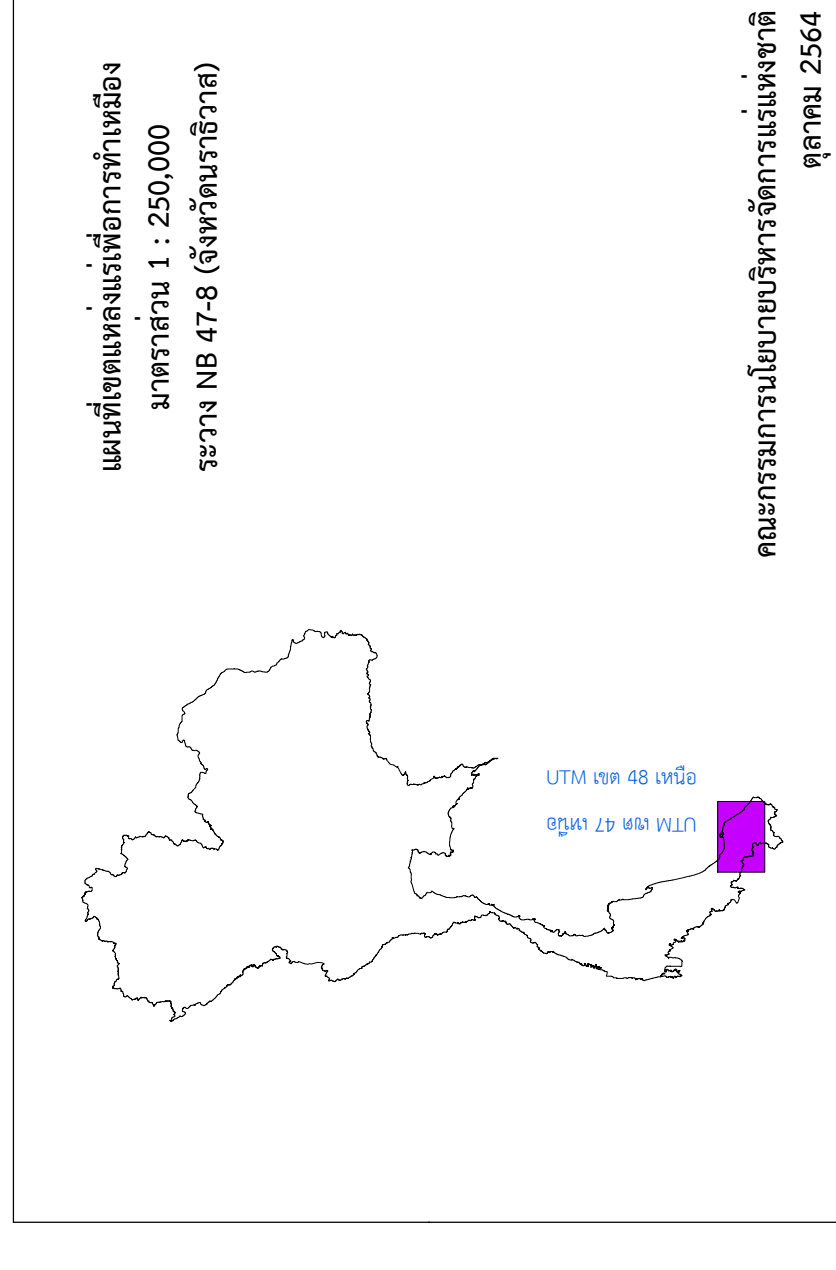 แผนที่เขตแหล่งแร่เพื่อการทำเหมือง
มาตราส่วน 1 : 250,000
ระวาง NB 47-8 (จังหวัดนราธิวาส)
UTM เขต 48 เหนือ
UTM เขต 47 เหนือ
คณะกรรมการนโยบายบริหารจัดการแร่แห่งชาติ
ตุลาคม 2564